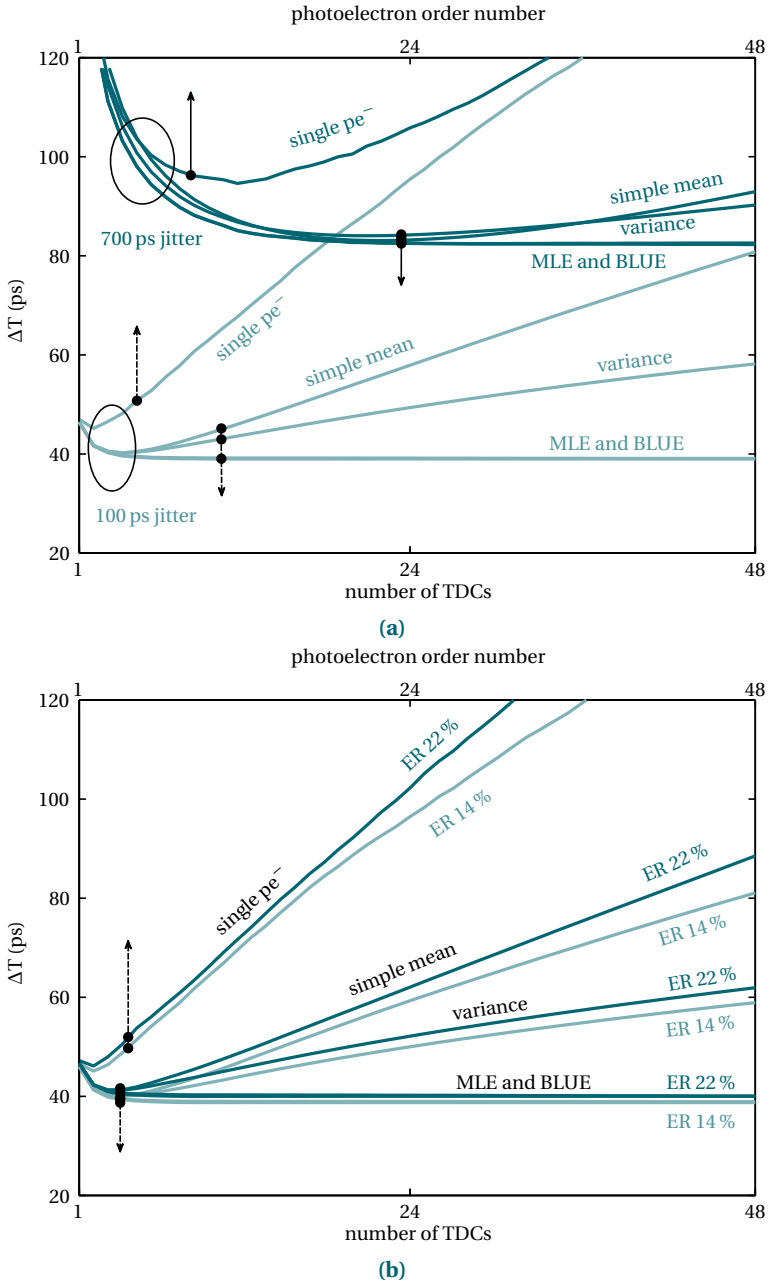 photoelectron order number
1 24 48
120
100
80
60
40
20
ΔT (ps)
single pe⁻
simple mean
variance
MLE and BLUE
700 ps jitter
single pe⁻
simple mean
variance
MLE and BLUE
100 ps jitter
1 24 48
number of TDCs
(a)
photoelectron order number
1 24 48
120
100
80
60
40
20
ΔT (ps)
ER 22 %
ER 14 %
single pe⁻
ER 22 %
simple mean
ER 14 %
ER 22 %
variance
ER 14 %
MLE and BLUE
ER 22 %
ER 14 %
1 24 48
number of TDCs
(b)